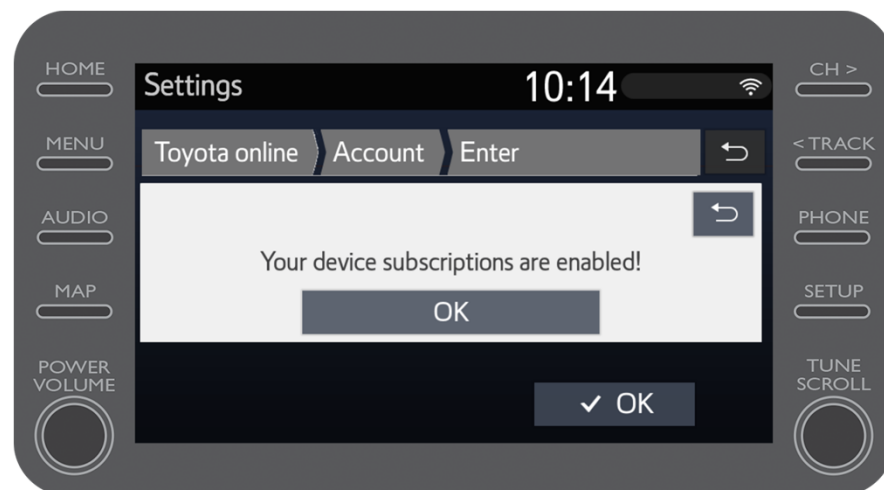 HOME
CH >
Settings 10:14
MENU
< TRACK
Toyota online Account Enter
AUDIO
PHONE
Your device subscriptions are enabled!
MAP
SETUP
OK
POWER
VOLUME
TUNE
SCROLL
✓ OK